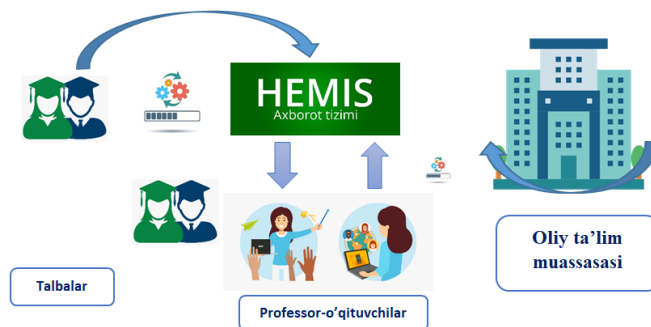 HEMIS
Axborot tizimi
Oliy ta’lim
muassasasi
Talbalar
Professor-o’qituvchilar